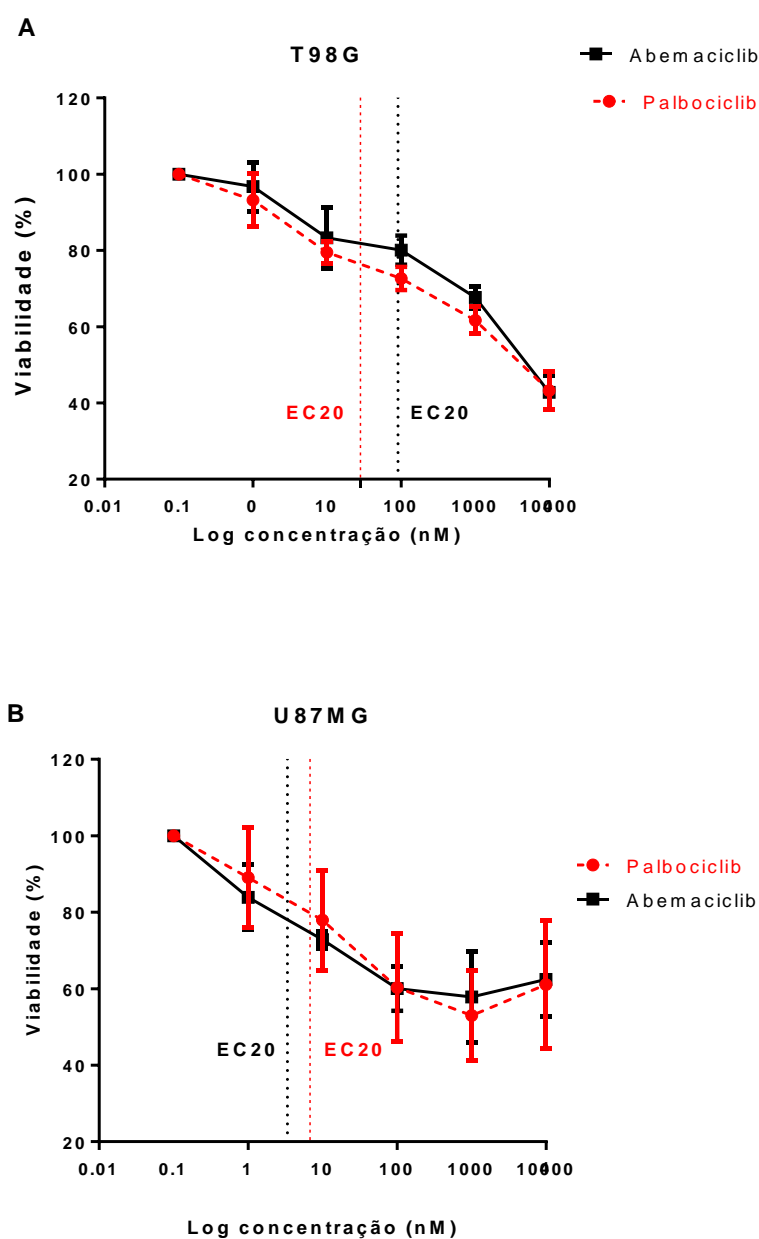 A
T98G
Abemaciclib
Palbociclib
120
100
80
60
40
20
Viabilidade (%)
EC20 EC20
0.01 0.1 0 10 100 1000
Log concentração (nM)
B
U87MG
Palbociclib
Abemaciclib
120
100
80
60
40
20
Viabilidade (%)
EC20 EC20
0.01 0.1 1 10 100 1000
Log concentração (nM)